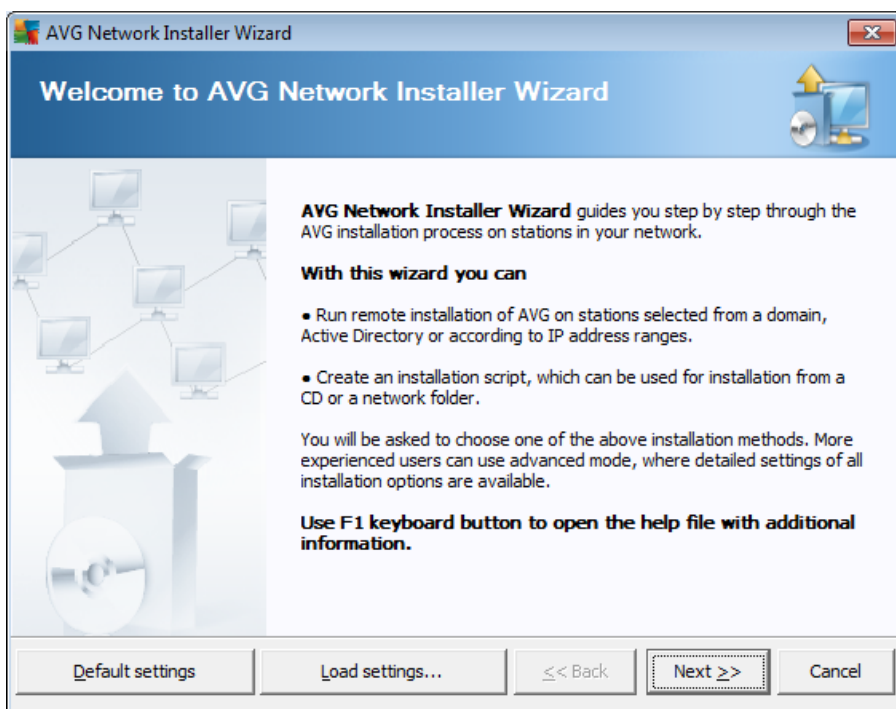 AVG Network Installer Wizard
Welcome to AVG Network Installer Wizard
AVG Network Installer Wizard guides you step by step through the
AVG installation process on stations in your network.
With this wizard you can
• Run remote installation of AVG on stations selected from a domain,
Active Directory or according to IP address ranges.
• Create an installation script, which can be used for installation from a
CD or a network folder.
You will be asked to choose one of the above installation methods. More
experienced users can use advanced mode, where detailed settings of all
installation options are available.
Use F1 keyboard button to open the help file with additional
information.
Default settings
Load settings...
<< Back
Next >>
Cancel